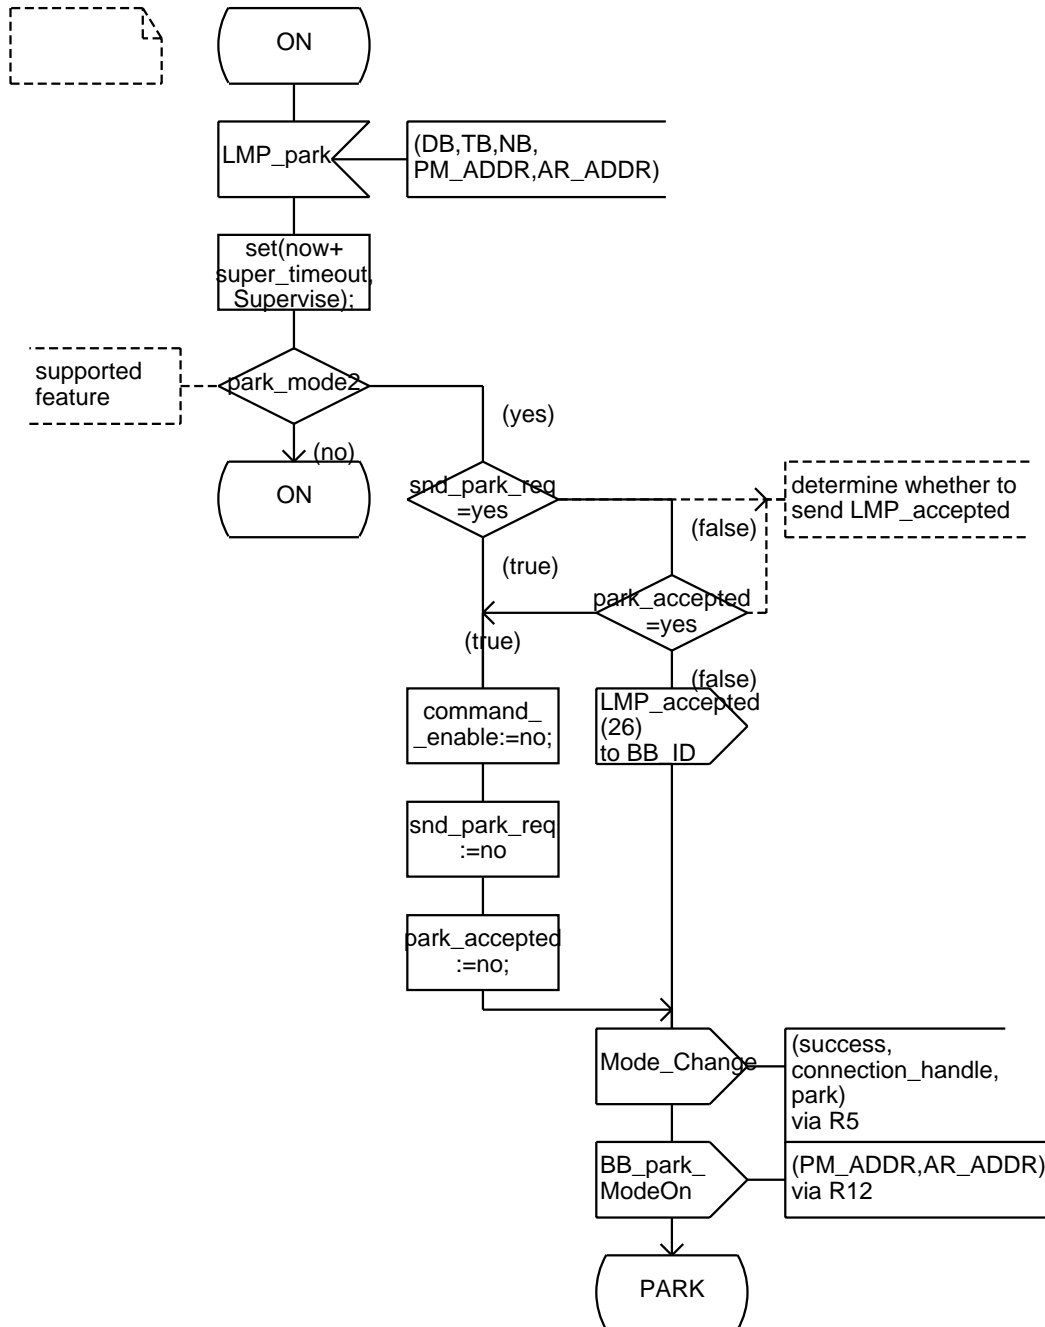 ON
LMP_park
(DB,TB,NB,
PM_ADDR,AR_ADDR)
set(now+
super_timeout,
Supervise);
supported
feature
park_mode2
(yes)
(no)
ON
snd_park_req
=yes
determine whether to
send LMP_accepted
(false)
(true)
park_accepted
=yes
(true)
(false)
command_
_enable:=no;
LMP_accepted
(26)
to BB_ID
snd_park_req
:=no
park_accepted
:=no;
Mode_Change
(success,
connection_handle,
park)
via R5
BB_park_
ModeOn
(PM_ADDR,AR_ADDR)
via R12
PARK